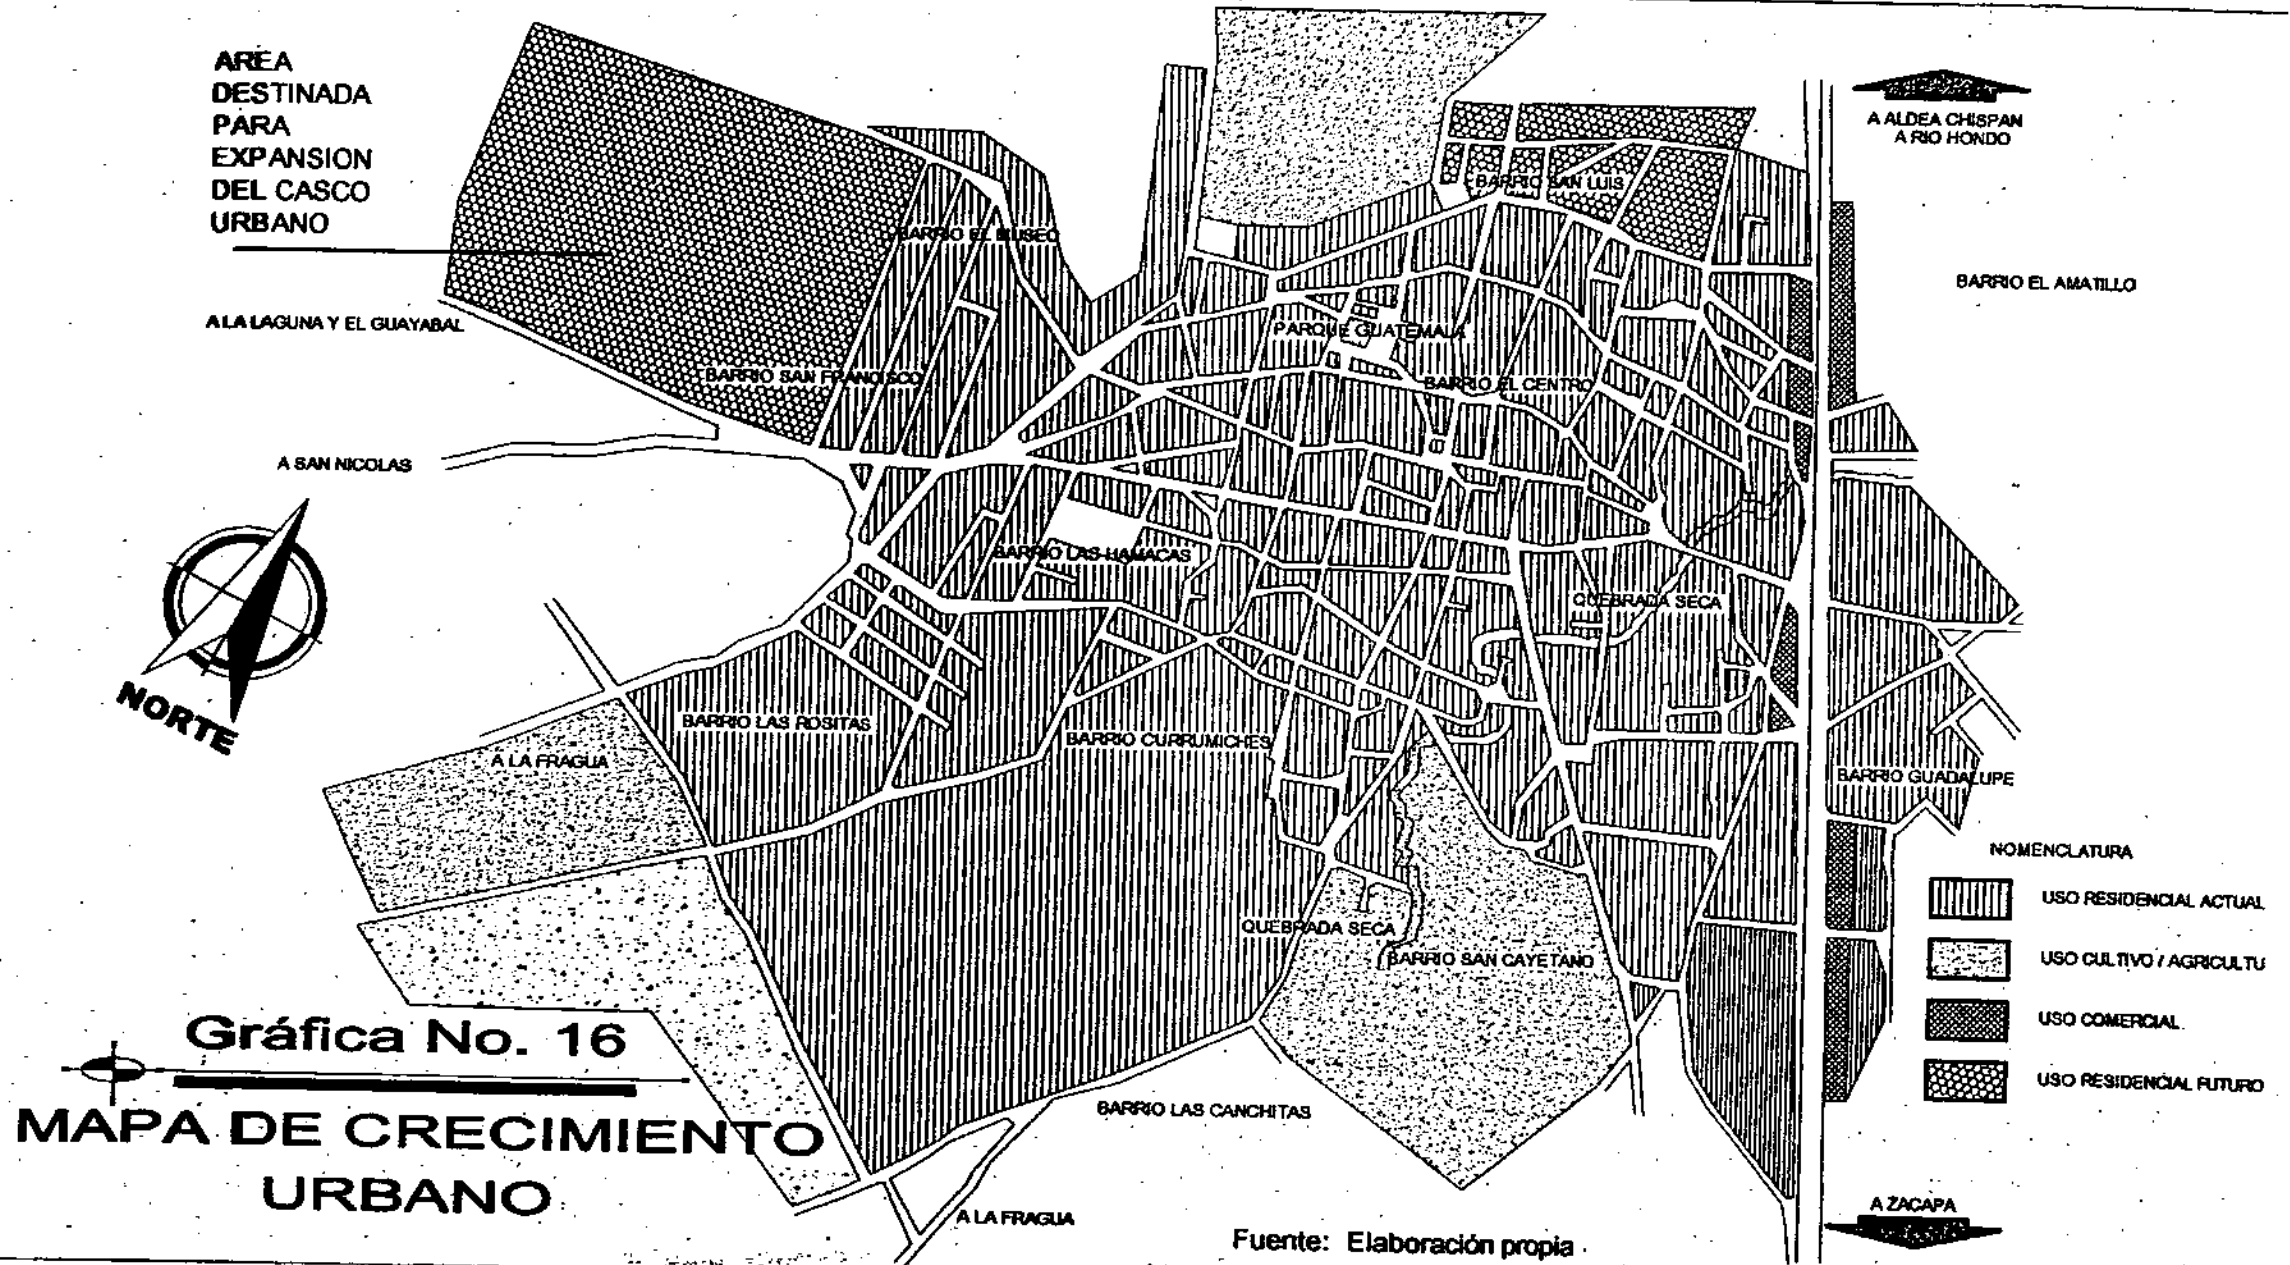 AREA
DESTINADA
PARA
EXPANSION
DEL CASCO
URBANO
A ALDEA CHISPAN
A RIO HONDO
BARRIO SAN LUIS
BARRIO EL MUSEO
BARRIO EL AMATILLO
A LA LAGUNA Y EL GUAYABAL
PARQUE GUATEMALA
BARRIO SAN FRANCISCO
BARRIO EL CENTRO
A SAN NICOLAS
BARRIO LAS HAMACAS
QUEBRADA SECA
NORTE
BARRIO LAS ROSITAS
BARRIO CURRUMICHES
A LA FRAGUA
BARRIO GUADALUPE
NOMENCLATURA
USO RESIDENCIAL ACTUAL
QUEBRADA SECA
BARRIO SAN CAYETANO
USO CULTIVO / AGRICULTU
USO COMERCIAL
USO RESIDENCIAL FUTURO
Gráfica No. 16
MAPA DE CRECIMIENTO
URBANO
BARRIO LAS CANCHITAS
A LA FRAGUA
A ZACAPA
Fuente: Elaboración propia